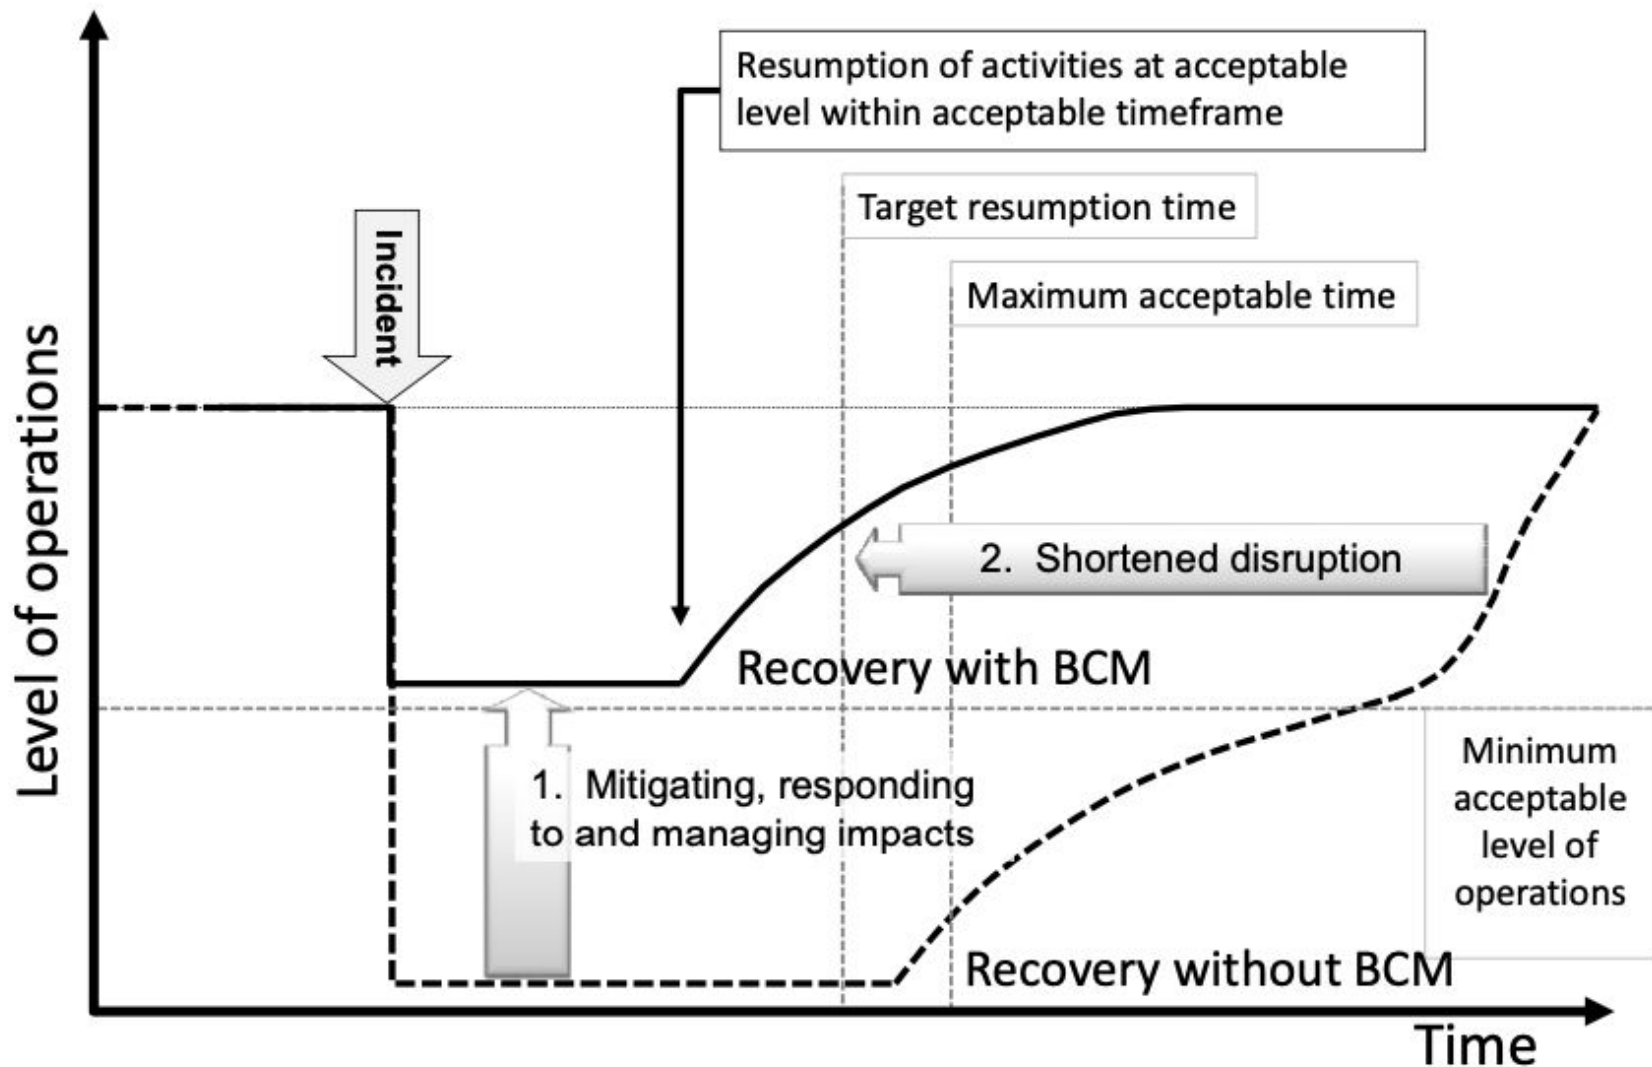 Resumption of activities at acceptable
level within acceptable timeframe
Target resumption time
Maximum acceptable time
Incident
Level of operations
2. Shortened disruption
Recovery with BCM
1. Mitigating, responding
to and managing impacts
Minimum
acceptable
level of
operations
Recovery without BCM
Time